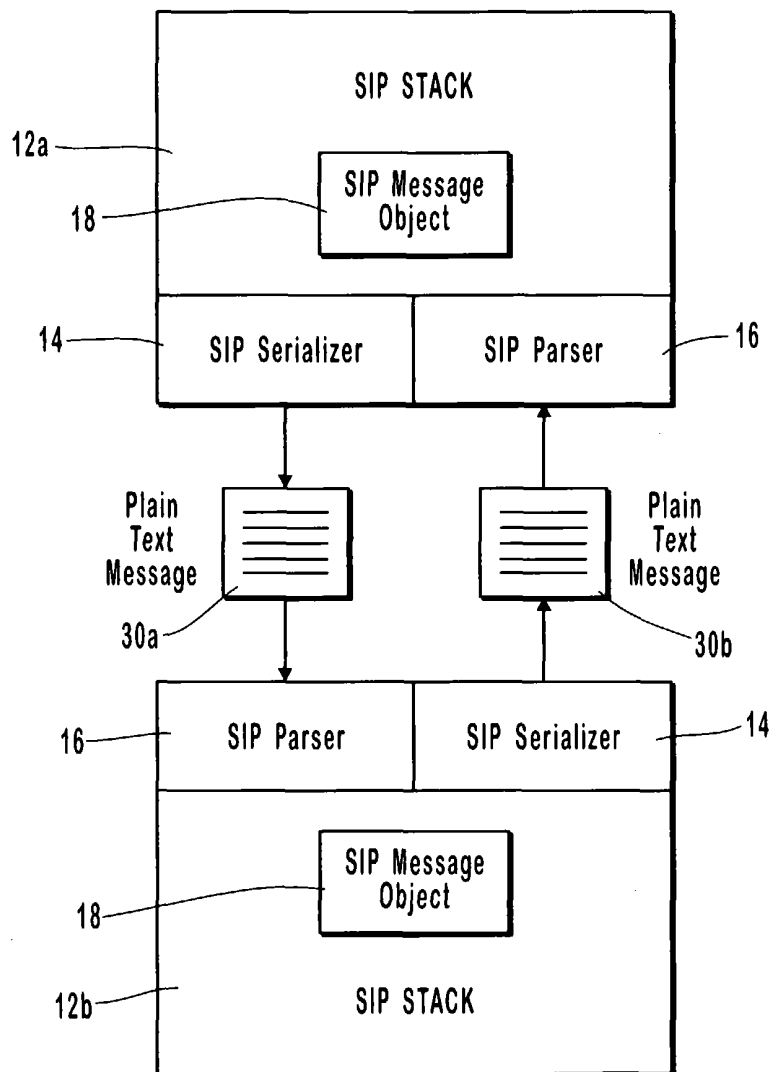 SIP STACK
12a
SIP Message
Object
18
14
SIP Serializer
SIP Parser
16
Plain
Text
Message
30a
Plain
Text
Message
30b
16
SIP Parser
SIP Serializer
14
SIP Message
Object
18
12b
SIP STACK